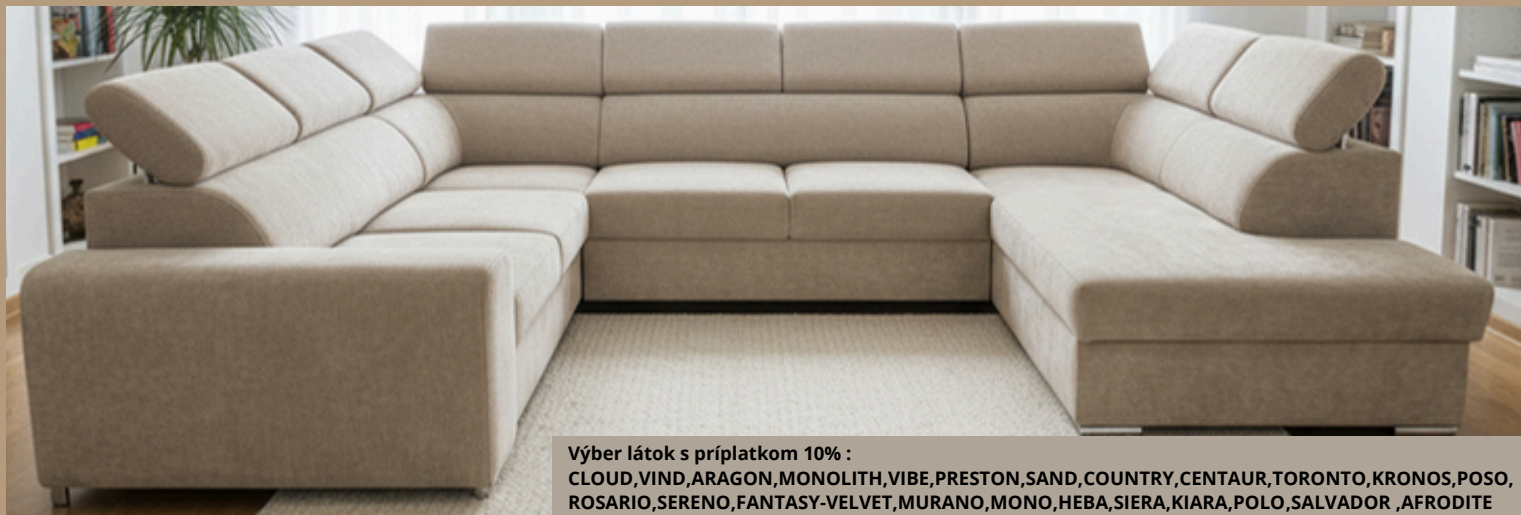 Výber látok s príplatkom 10% :
CLOUD,VIND,ARAGON,MONOLITH,VIBE,PRESTON,SAND,COUNTRY,CENTAUR,TORONTO,KRONOS,POSO,
ROSARIO,SERENO,FANTASY-VELVET,MURANO,MONO,HEBA,SIERA,KIARA,POLO,SALVADOR ,AFRODITE